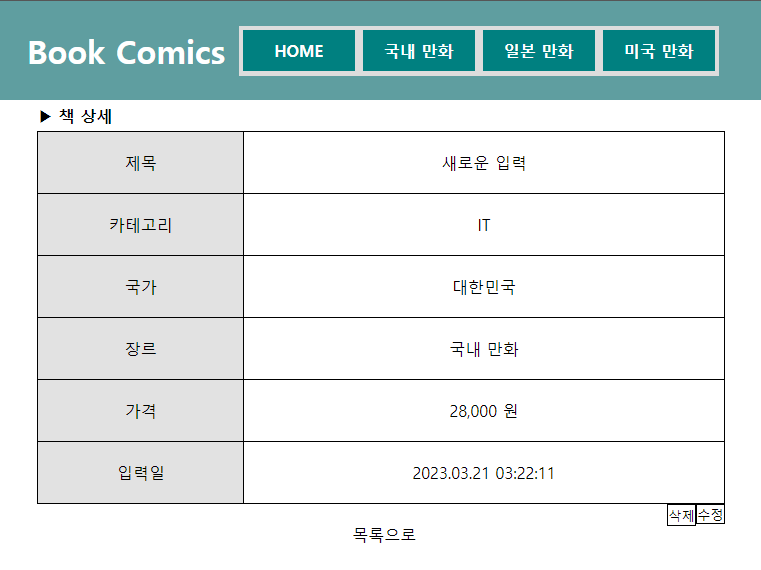 Book Comics HOME 국내 만화 일본 만화 미국 만화
▶ 책 상세
제목 새로운 입력
카테고리 IT
국가 대한민국
장르 국내 만화
가격 28,000 원
입력일 2023.03.21 03:22:11
삭제 수정
목록으로